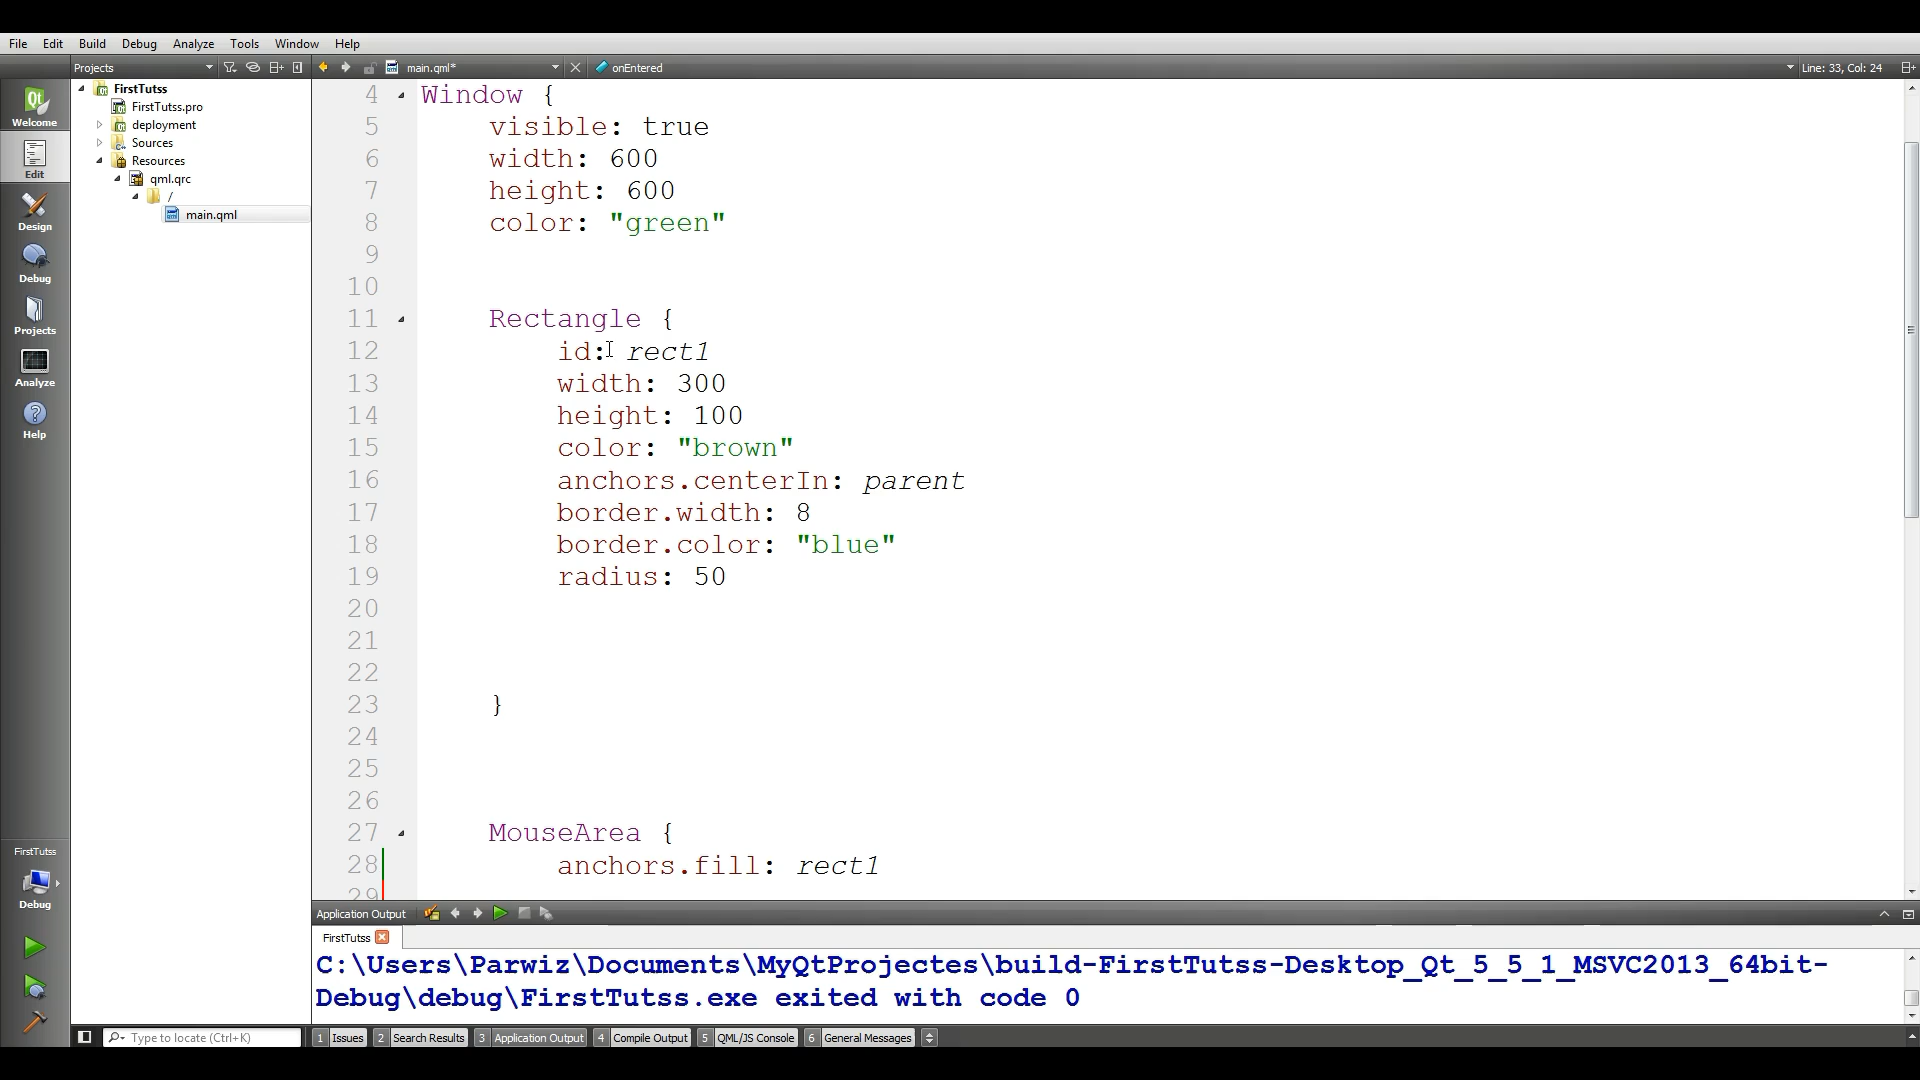 File Edit Build Debug Analyze Tools Window Help
Projects main.qml* onEntered Line: 33, Col: 24
Welcome
Edit
Design
Debug
Projects
Analyze
Help
FirstTutss
FirstTutss.pro
deployment
Sources
Resources
qml.qrc
/
main.qml
4 Window {
5 visible: true
6 width: 600
7 height: 600
8 color: "green"
9
10
11 Rectangle {
12 id: rect1
13 width: 300
14 height: 100
15 color: "brown"
16 anchors.centerIn: parent
17 border.width: 8
18 border.color: "blue"
19 radius: 50
20
21
22
23 }
24
25
26
27 MouseArea {
28 anchors.fill: rect1
29
FirstTutss
Debug
Application Output
FirstTutss
C:\Users\Parwiz\Documents\MyQtProjectes\build-FirstTutss-Desktop_Qt_5_5_1_MSVC2013_64bit-
Debug\debug\FirstTutss.exe exited with code 0
Type to locate (Ctrl+K) 1 Issues 2 Search Results 3 Application Output 4 Compile Output 5 QML/JS Console 6 General Messages